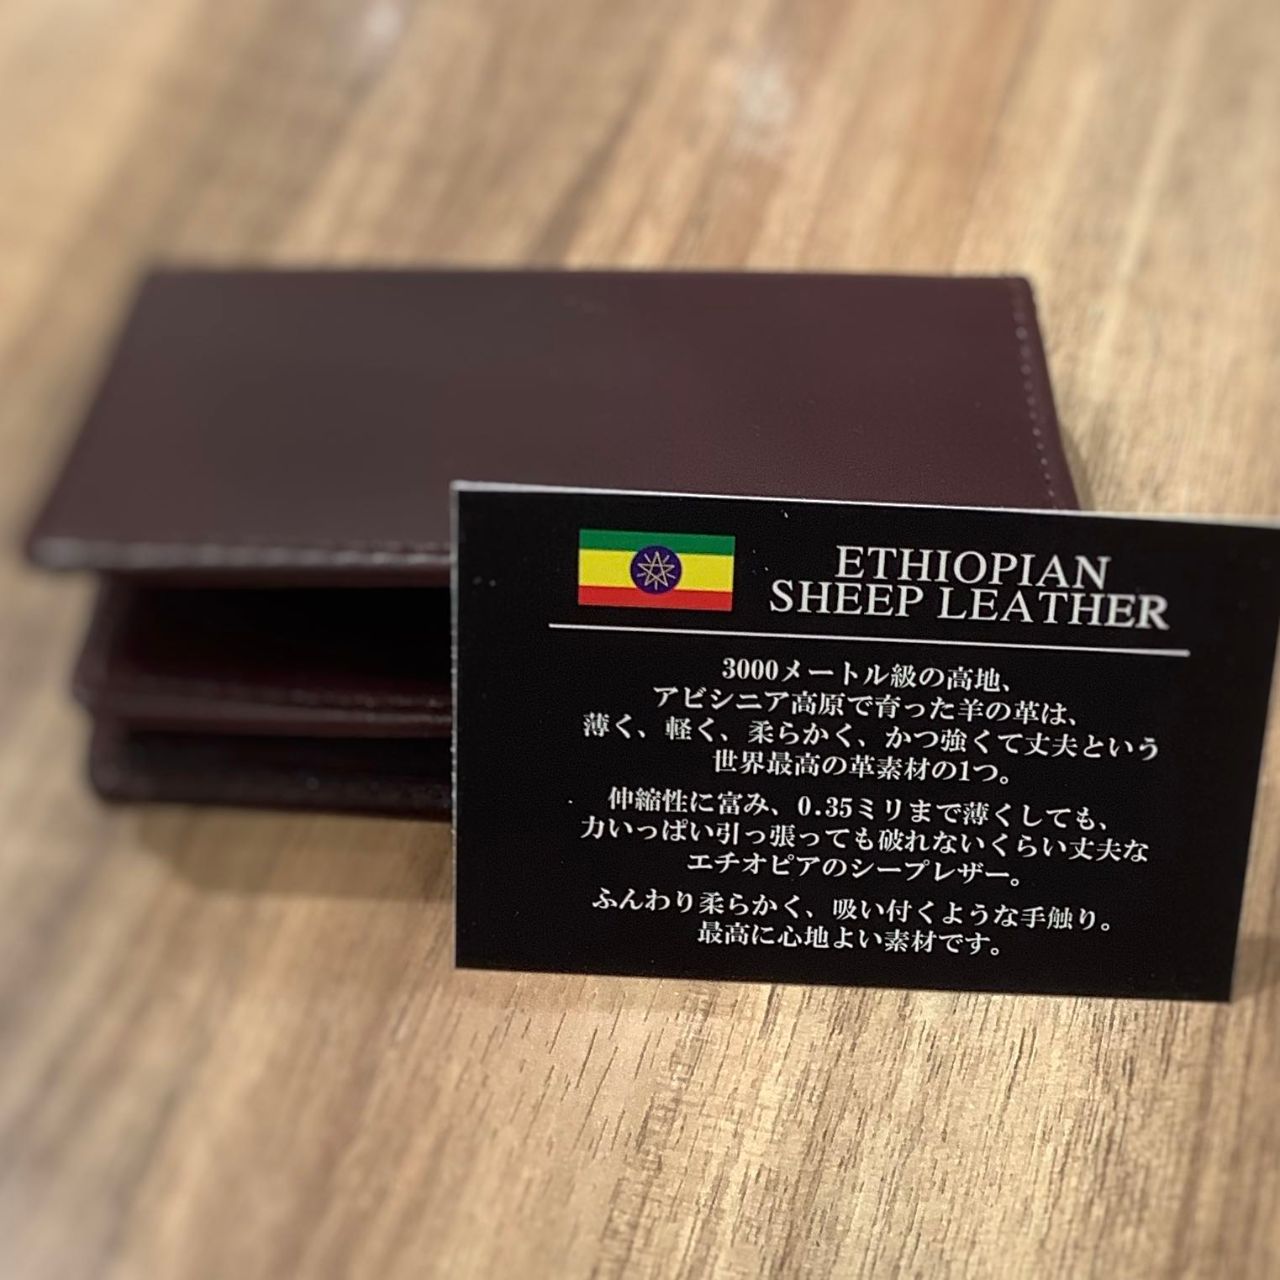 ETHIOPIAN
SHEEP LEATHER
3000メートル級の高地、
アビシニア高原で育った羊の革は、
薄く、軽く、柔らかく、かつ強くて丈夫という
世界最高の革素材の1つ。
伸縮性に富み、0.35ミリまで薄くしても、
力いっぱい引っ張っても破れないくらい丈夫な
エチオピアのシープレザー。
ふんわり柔らかく、吸い付くような手触り。
最高に心地よい素材です。